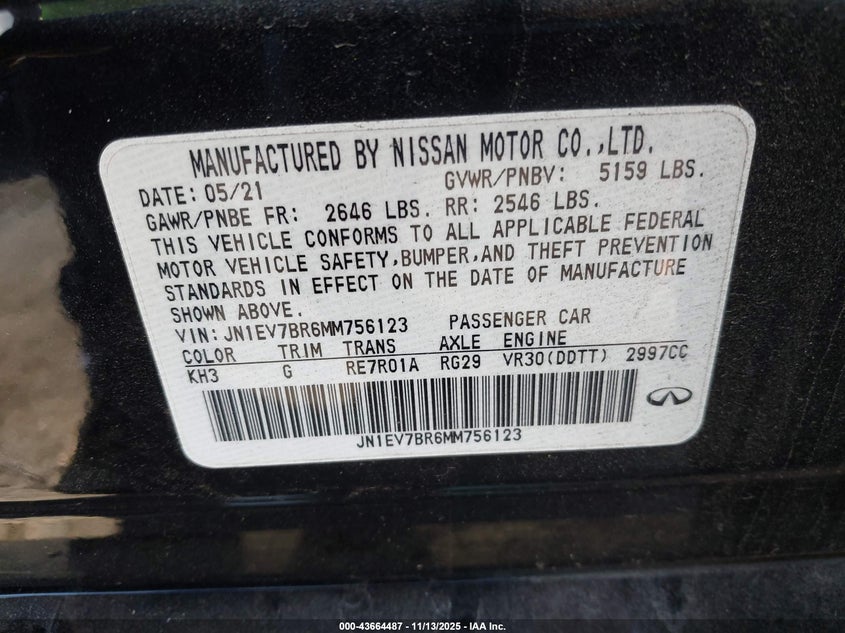 MANUFACTURED BY NISSAN MOTOR CO.,LTD.
DATE: 05/21 GVWR/PNBV: 5159 LBS.
GAWR/PNBE FR: 2646 LBS. RR: 2546 LBS.
THIS VEHICLE CONFORMS TO ALL APPLICABLE FEDERAL
MOTOR VEHICLE SAFETY,BUMPER,AND THEFT PREVENTION
STANDARDS IN EFFECT ON THE DATE OF MANUFACTURE
SHOWN ABOVE.
VIN:JN1EV7BR6MM756123 PASSENGER CAR
COLOR TRIM TRANS AXLE ENGINE
KH3 G RE7R01A RG29 VR30(DDTT) 2997CC
JN1EV7BR6MM756123
000-43664487 - 11/13/2025 - IAA Inc.